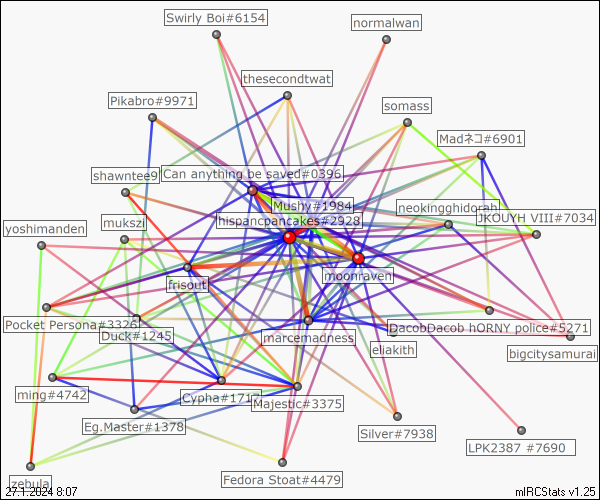 Swirly Boi#6154
normalwan
thesecondtwat
Pikabro#9971
somass
Madネコ#6901
shawntee9
Can anything be saved#0396
Mushy#1984
neokingghidorah
hispancpancakes#2928
JKOUYH VIII#7034
mukszi
yoshimanden
moonraven
frisout
Pocket Persona#3326
Duck#1245
marcemadness
DacobDacob hORNY police#5271
eliakith
bigcitysamurai
ming#4742
Cypha#1717
Majestic#3375
Eg.Master#1378
Silver#7938
LPK2387 #7690
zebula
Fedora Stoat#4479
27.1.2024 8:07
mIRCStats v1.25